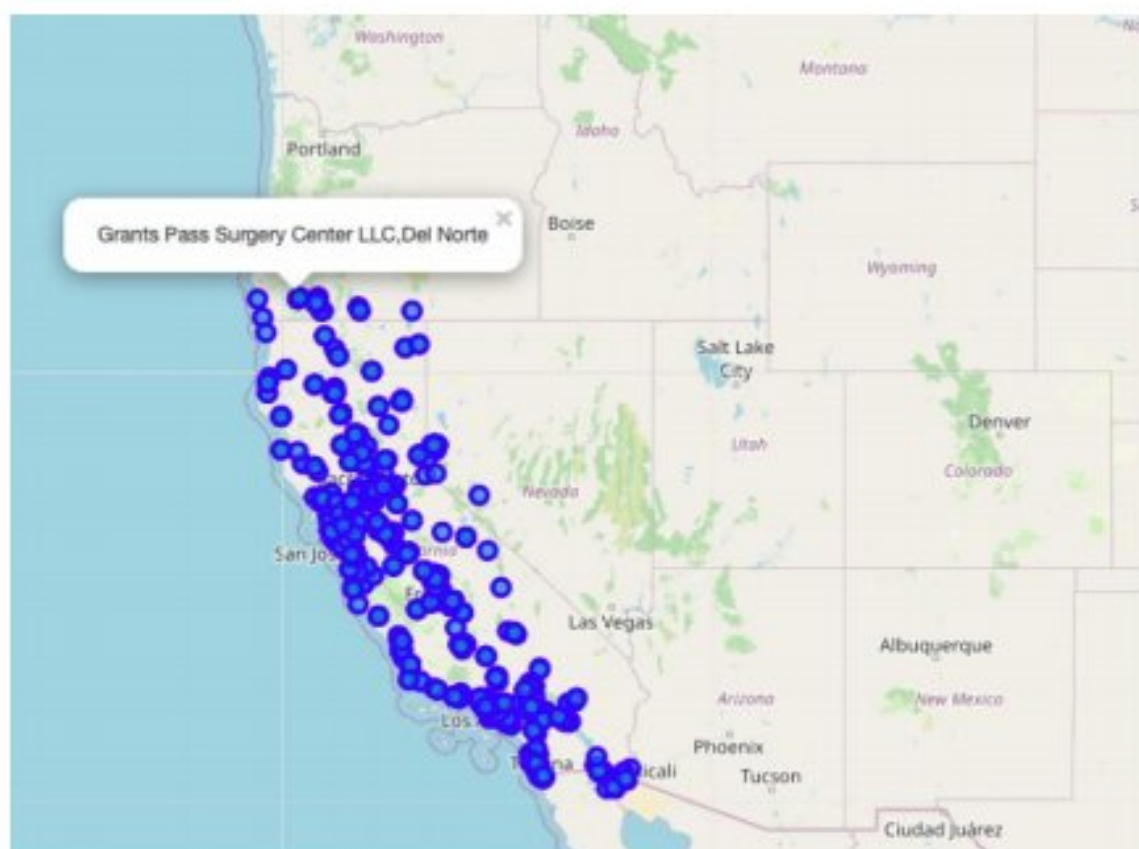 Washington
Montana
Idaho
Portland
Grants Pass Surgery Center LLC,Del Norte ×
Boise
Wyoming
Salt Lake
City
Denver
Utah
Colorado
Nevada
San Jos
Las Vegas
Albuquerque
Arizona
New Mexico
Los
Phoenix
icali
Tucson
Ciudad Juárez